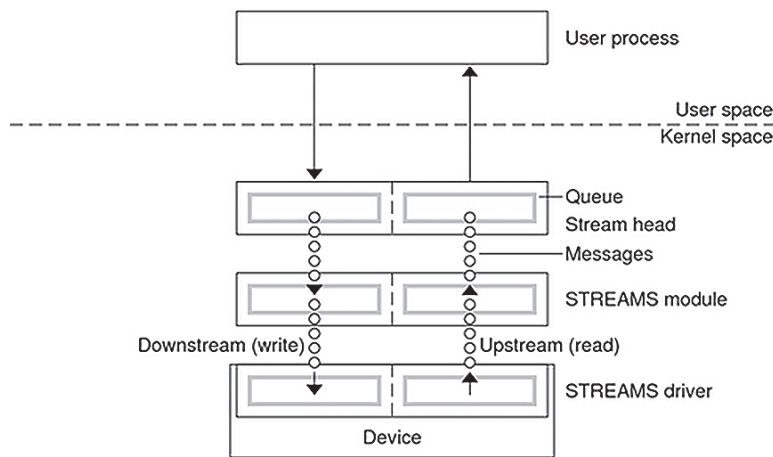 User process
User space
Kernel space
Queue
Stream head
Messages
STREAMS module
Downstream (write)
Upstream (read)
STREAMS driver
Device